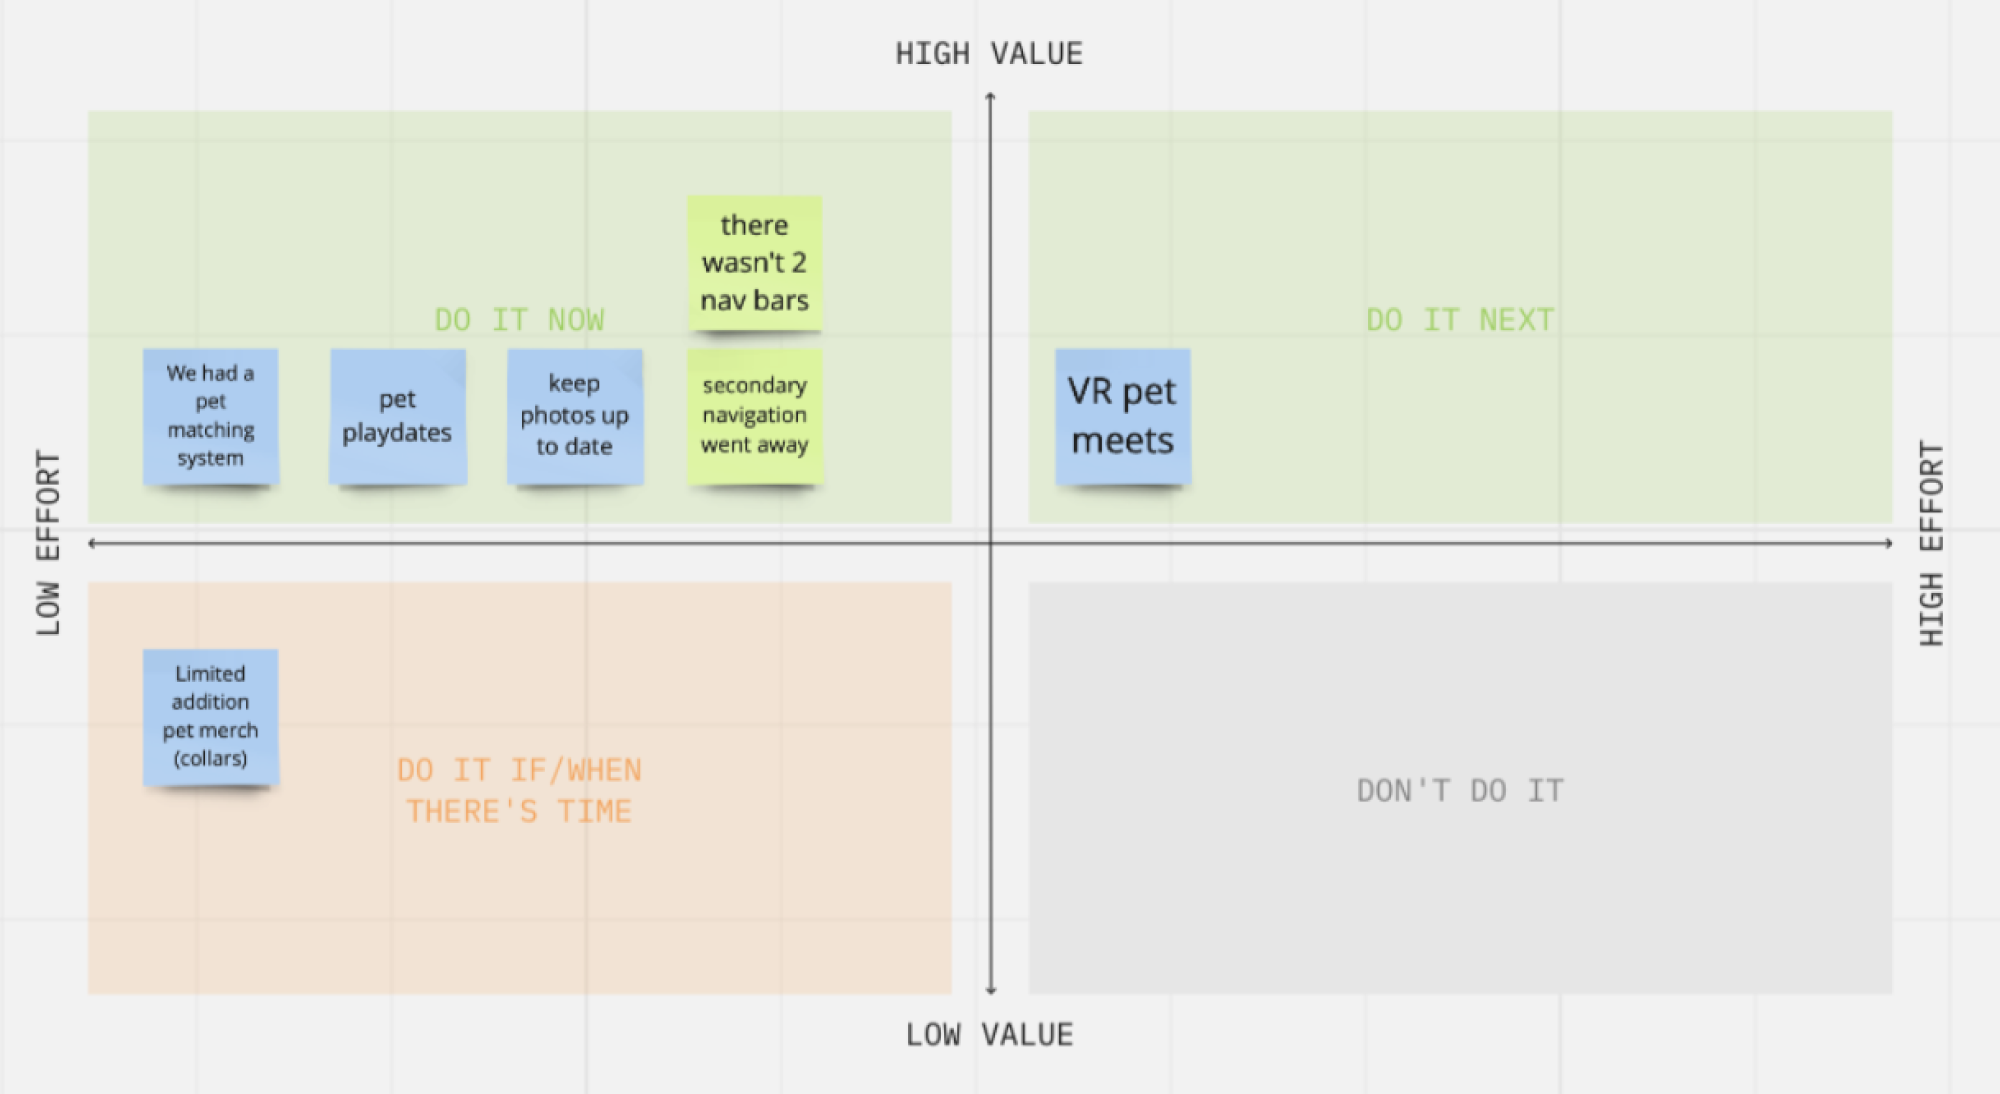 HIGH VALUE
there
wasn't 2
nav bars
DO IT NOW
DO IT NEXT
We had a
pet
matching
system
pet
playdates
keep
photos up
to date
secondary
navigation
went away
VR pet
meets
LOW EFFORT
HIGH EFFORT
Limited
addition
pet merch
(collars)
DO IT IF/WHEN
THERE'S TIME
DON'T DO IT
LOW VALUE